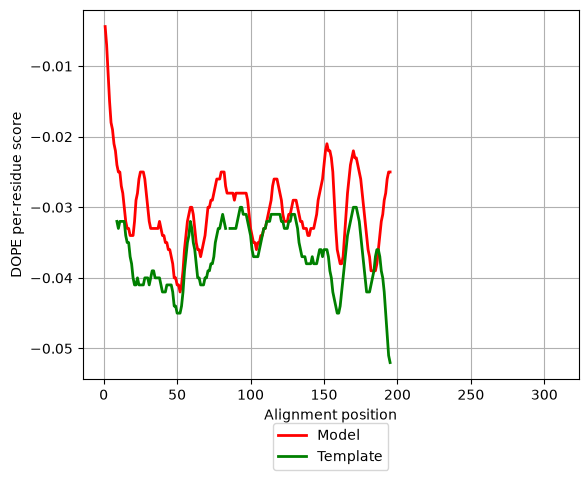 DOPE per-residue score
−0.01
−0.02
−0.03
−0.04
−0.05
0 50 100 150 200 250 300
Alignment position
Model
Template